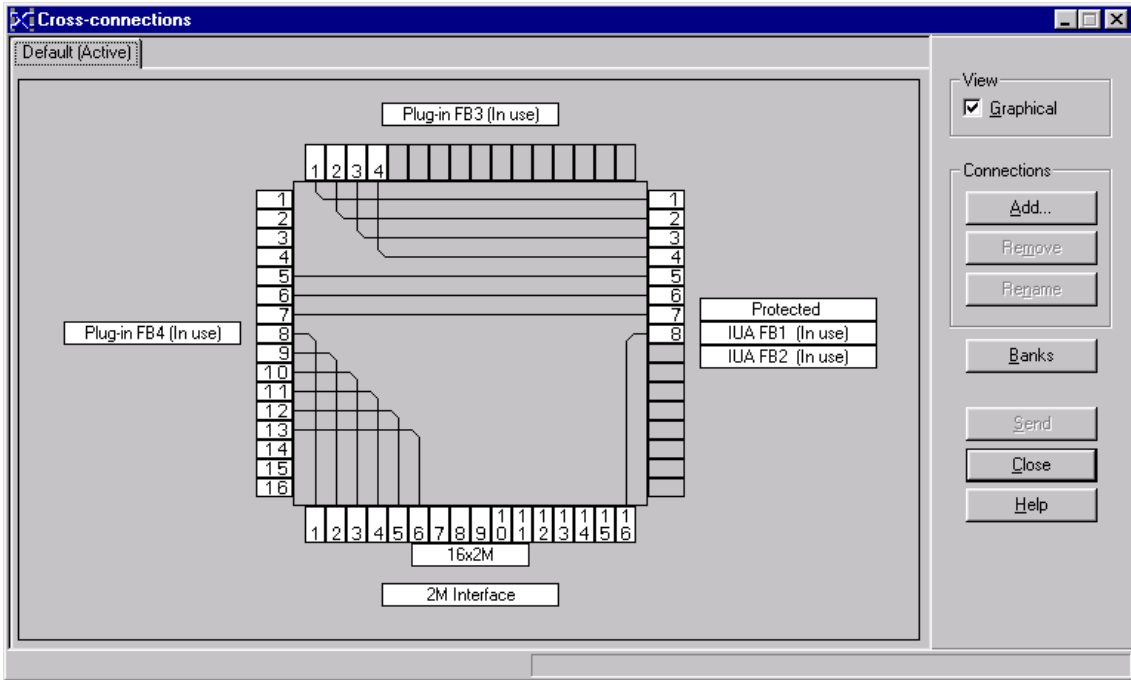 Cross-connections
Default (Active)
Plug-in FB3 (In use)
1 2 3 4
1
2
3
4
5
6
7
8
9
10
11
12
13
14
15
16
Plug-in FB4 (In use)
1
2
3
4
5
6
7
8
Protected
IUA FB1 (In use)
IUA FB2 (In use)
1 2 3 4 5 6 7 8 9 10 11 12 13 14 15 16
16x2M
2M Interface
View
Graphical
Connections
Add...
Remove
Rename
Banks
Send
Close
Help